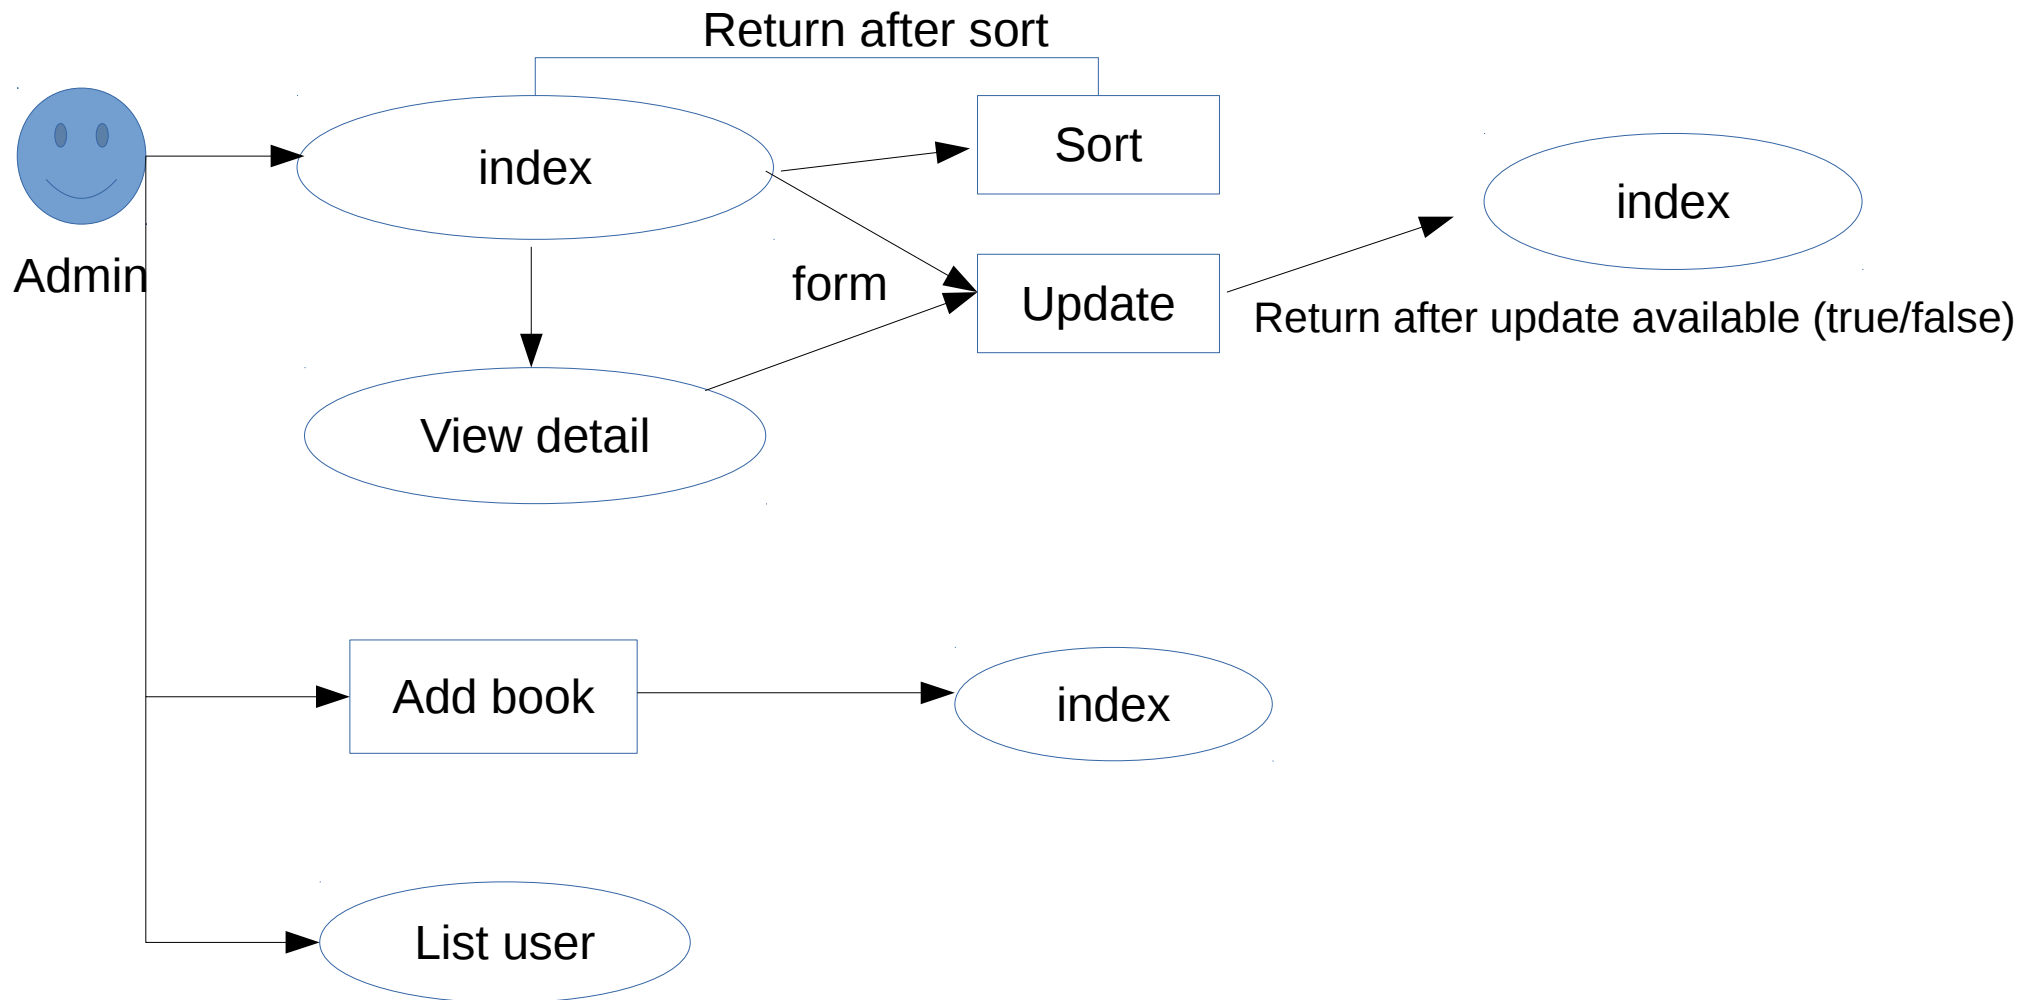 Return after sort
index
Sort
index
Admin
form
Update
Return after update available (true/false)
View detail
Add book
index
List user